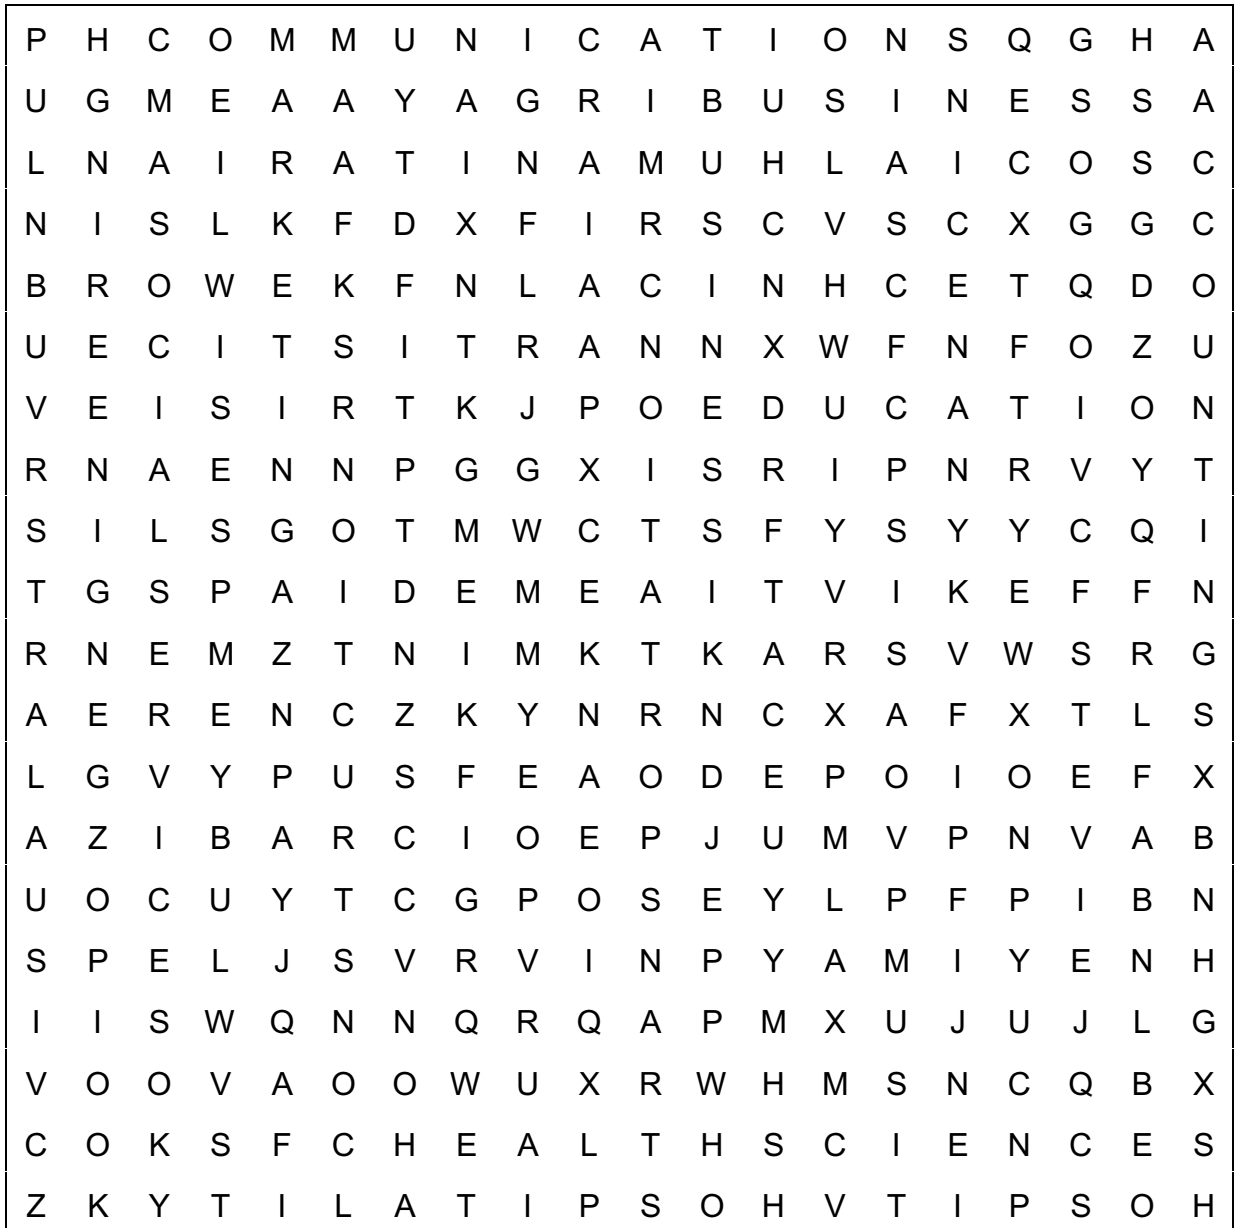 P H C O M M U N I C A T I O N S Q G H A
U G M E A A Y A G R I B U S I N E S S A
L N A I R A T I N A M U H L A I C O S C
N I S L K F D X F I R S C V S C X G G C
B R O W E K F N L A C I N H C E T Q D O
U E C I T S I T R A N N X W F N F O Z U
V E I S I R T K J P O E D U C A T I O N
R N A E N N P G G X I S R I P N R V Y T
S I L S G O T M W C T S F Y S Y Y C Q I
T G S P A I D E M E A I T V I K E F F N
R N E M Z T N I M K T K A R S V W S R G
A E R E N C Z K Y N R N C X A F X T L S
L G V Y P U S F E A O D E P O I O E F X
A Z I B A R C I O E P J U M V P N V A B
U O C U Y T C G P O S E Y L P F P I B N
S P E L J S V R V I N P Y A M I Y E N H
I I S W Q N N Q R Q A P M X U J U J L G
V O O V A O O W U X R W H M S N C Q B X
C O K S F C H E A L T H S C I E N C E S
Z K Y T I L A T I P S O H V T I P S O H